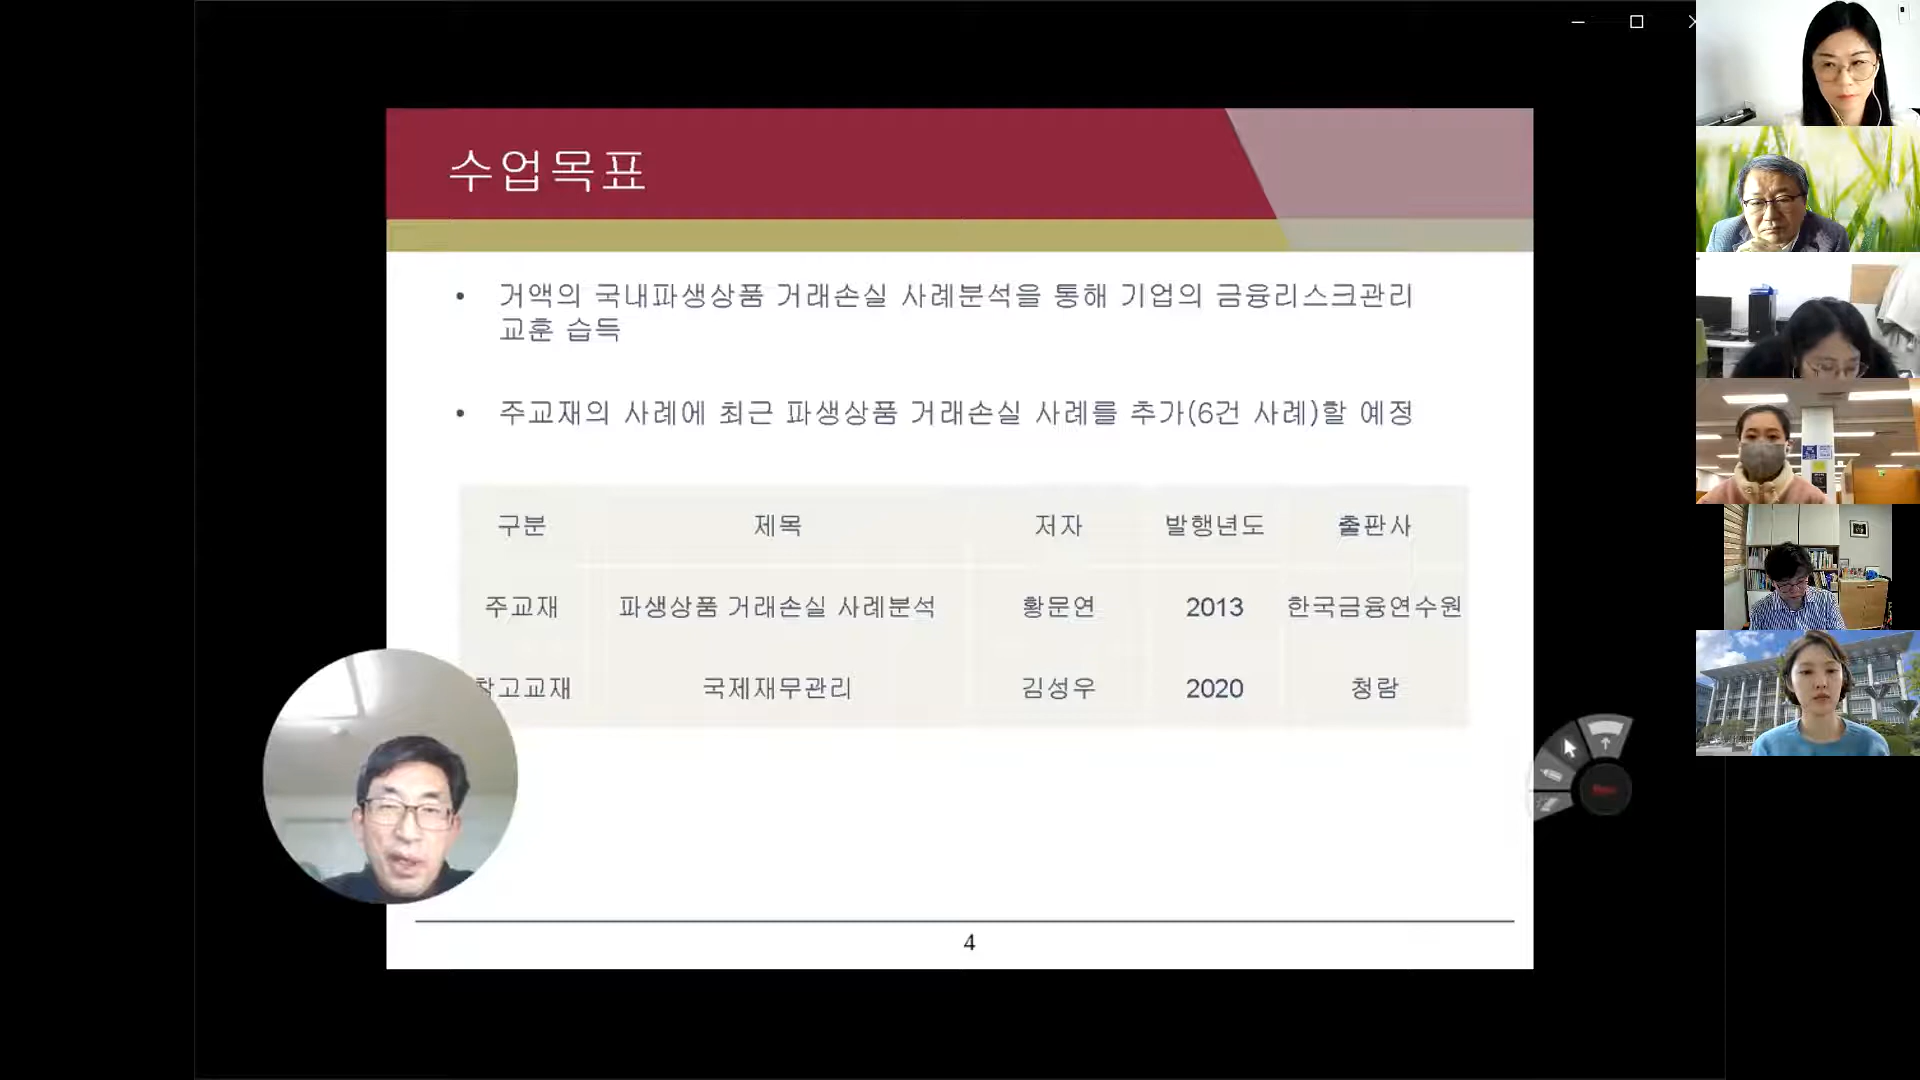 수업목표
• 거액의 국내파생상품 거래손실 사례분석을 통해 기업의 금융리스크관리
교훈 습득
• 주교재의 사례에 최근 파생상품 거래손실 사례를 추가(6건 사례)할 예정
구분 제목 저자 발행년도 출판사
주교재 파생상품 거래손실 사례분석 황문연 2013 한국금융연수원
참고교재 국제재무관리 김성우 2020 청람
4